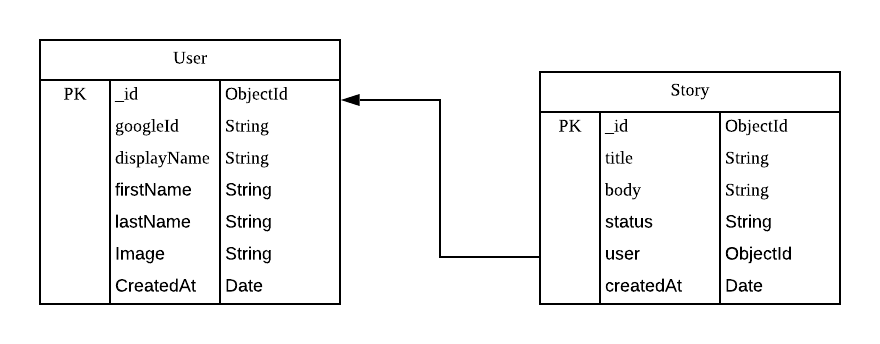 User
PK _id ObjectId
googleId String
displayName String
firstName String
lastName String
Image String
CreatedAt Date
Story
PK _id ObjectId
title String
body String
status String
user ObjectId
createdAt Date